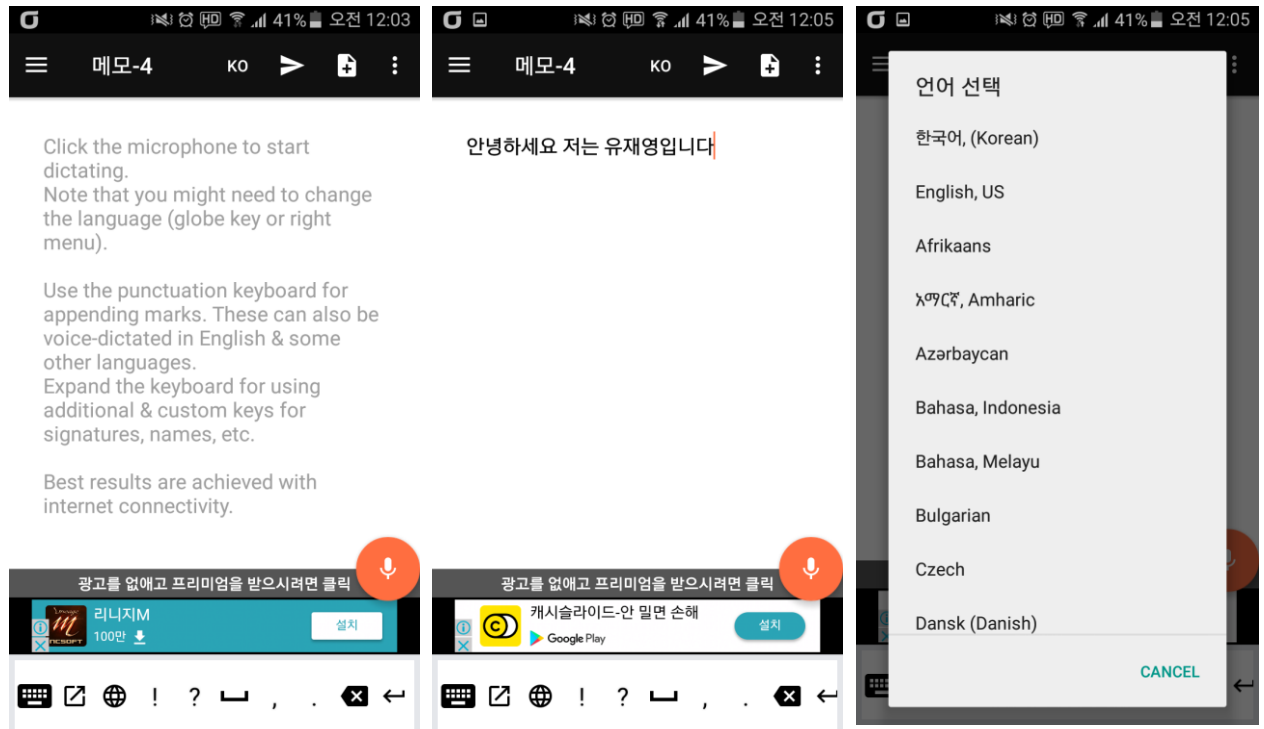 41% 오전 12:03
메모-4 KO
Click the microphone to start
dictating.
Note that you might need to change
the language (globe key or right
menu).
Use the punctuation keyboard for
appending marks. These can also be
voice-dictated in English & some
other languages.
Expand the keyboard for using
additional & custom keys for
signatures, names, etc.
Best results are achieved with
internet connectivity.
광고를 없애고 프리미엄을 받으시려면 클릭
리니지M
100만
설치
! ? , .
41% 오전 12:05
메모-4 KO
안녕하세요 저는 유재영입니다
광고를 없애고 프리미엄을 받으시려면 클릭
캐시슬라이드-안 밀면 손해
Google Play
설치
! ? , .
41% 오전 12:05
언어 선택
한국어, (Korean)
English, US
Afrikaans
አማርኛ, Amharic
Azərbaycan
Bahasa, Indonesia
Bahasa, Melayu
Bulgarian
Czech
Dansk (Danish)
CANCEL